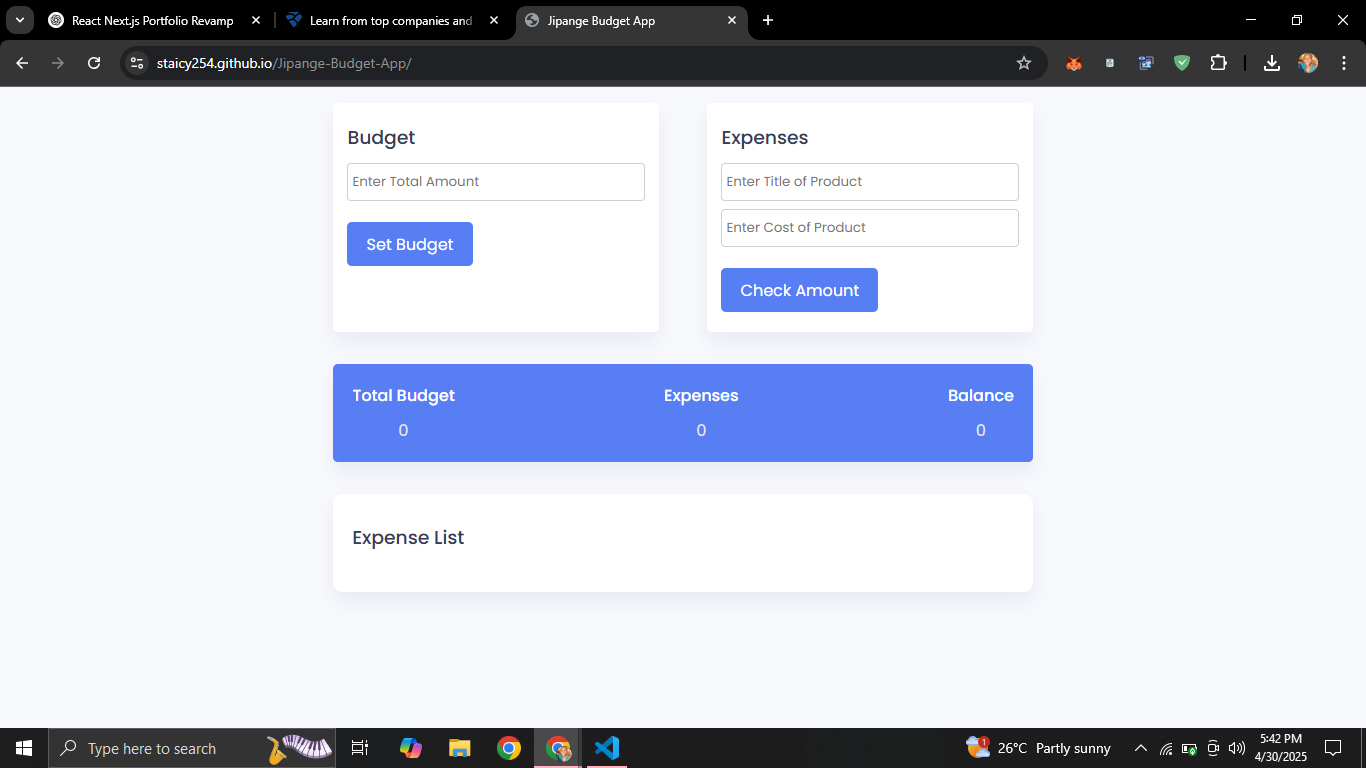 React Next.js Portfolio Revamp
Learn from top companies and
Jipange Budget App
staicy254.github.io/Jipange-Budget-App/
Budget
Enter Total Amount
Set Budget
Expenses
Enter Title of Product
Enter Cost of Product
Check Amount
Total Budget
Expenses
Balance
0
0
0
Expense List
Type here to search
1
26°C Partly sunny
5:42 PM
4/30/2025